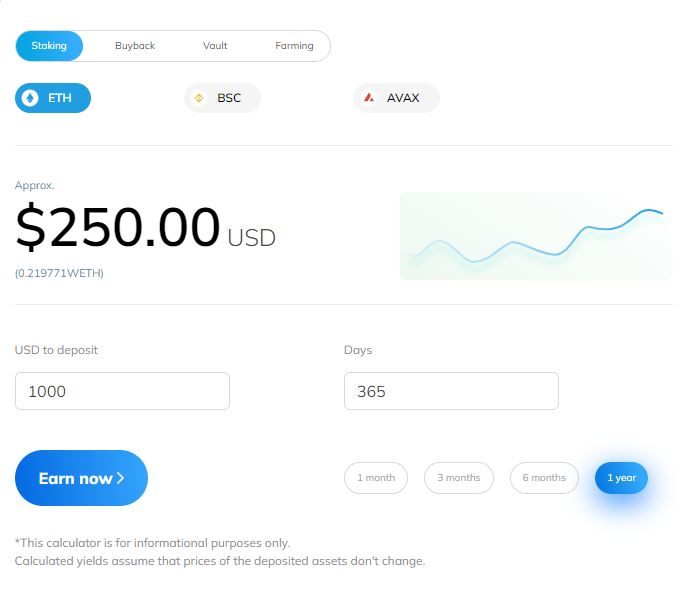 Staking Buyback Vault Farming
ETH BSC AVAX
Approx.
$250.00 USD
(0.219771WETH)
USD to deposit Days
1000 365
Earn now 1 month 3 months 6 months 1 year
*This calculator is for informational purposes only.
Calculated yields assume that prices of the deposited assets don't change.